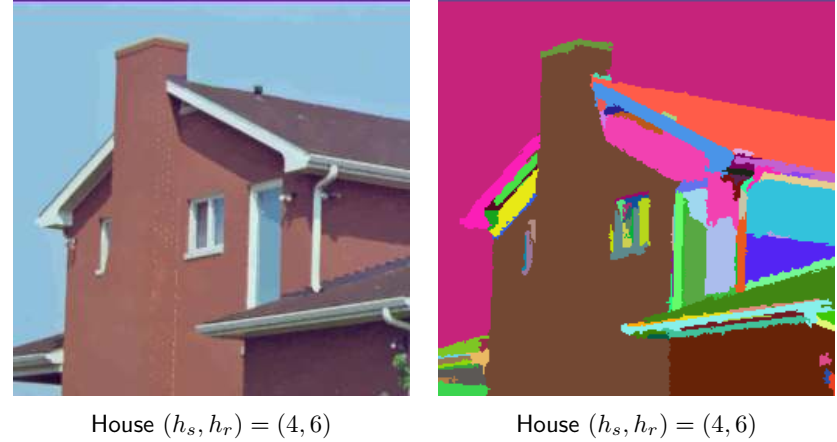 House (h_s, h_r) = (4, 6)
House (h_s, h_r) = (4, 6)